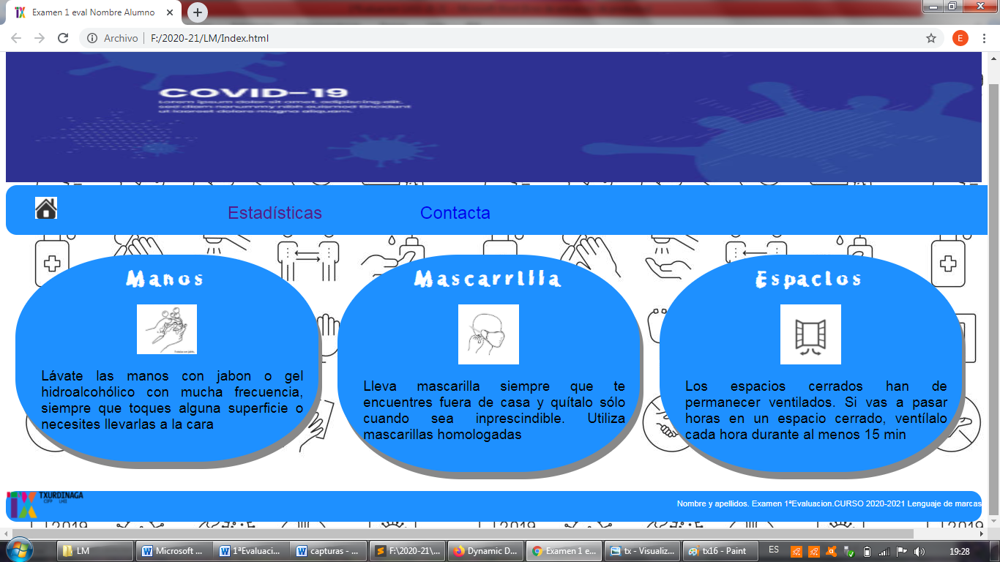 Examen 1 eval Nombre Alumno
Archivo F:/2020-21/LM/Index.html
E
COVID-19
Lorem ipsum dolor sit amet, adipiscing elit,
sed diam nonummy nibh euismod tincidunt
ut laoreet dolore magna aliquam.
Estadísticas Contacta
Manos
Mascarrilla
Espacios
Lávate las manos con jabon o gel
hidroalcohólico con mucha frecuencia,
siempre que toques alguna superficie o
necesites llevarlas a la cara
Lleva mascarilla siempre que te
encuentres fuera de casa y quítalo sólo
cuando sea inprescindible. Utiliza
mascarillas homologadas
Los espacios cerrados han de
permanecer ventilados. Si vas a pasar
horas en un espacio cerrado, ventílalo
cada hora durante al menos 15 min
TXURDINAGA
Nombre y apellidos. Examen 1ªEvaluacion.CURSO 2020-2021 Lenguaje de marcas
LM
Microsoft ...
1ªEvaluaci...
capturas - ...
F:\2020-21\...
Dynamic D...
Examen 1 e...
tx - Visualiz...
tx16 - Paint
ES
19:28